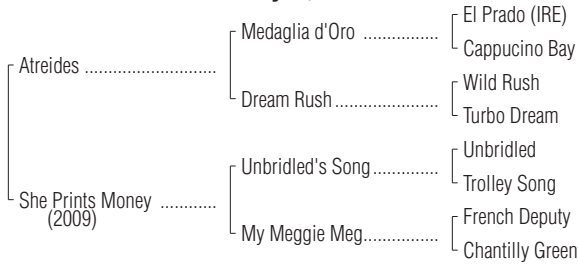 El Prado (IRE)
Medaglia d'Oro ................
Cappucino Bay
Atreides ............................
Wild Rush
Dream Rush ......................
Turbo Dream
Unbridled
Unbridled's Song..............
Trolley Song
She Prints Money ............
(2009)
French Deputy
My Meggie Meg................
Chantilly Green